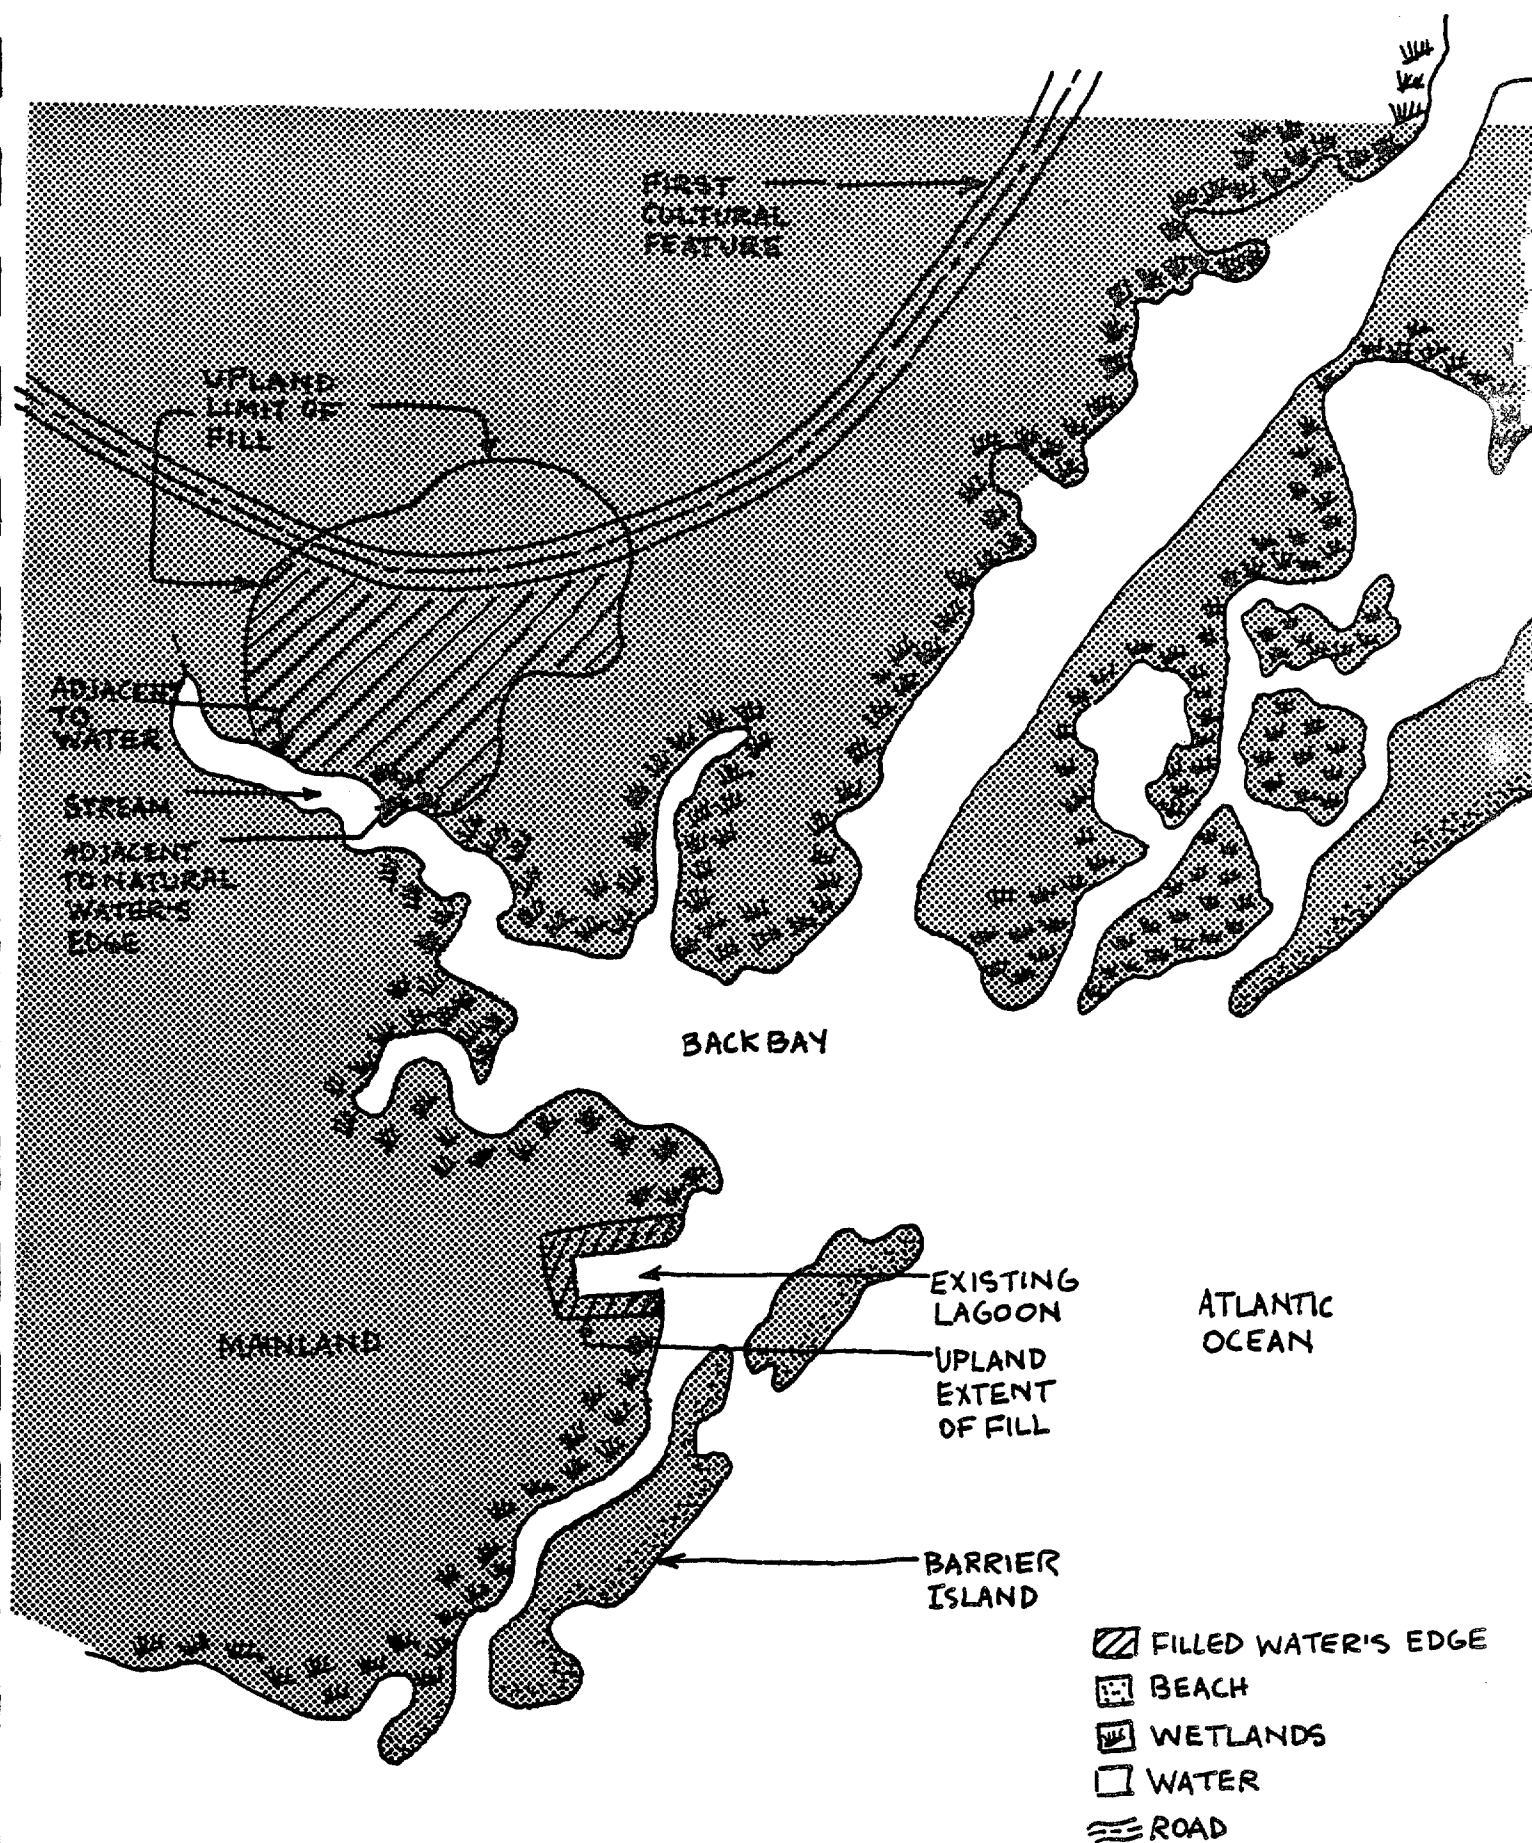 FIRST
CULTURAL
FEATURE
UPLAND
LIMIT OF
FILL
ADJACENT
TO
WATER
STREAM
ADJACENT
TO NATURAL
WATER'S
EDGE
BACK BAY
EXISTING
LAGOON
ATLANTIC
OCEAN
MAINLAND
UPLAND
EXTENT
OF FILL
BARRIER
ISLAND
FILLED WATER'S EDGE
BEACH
WETLANDS
WATER
ROAD